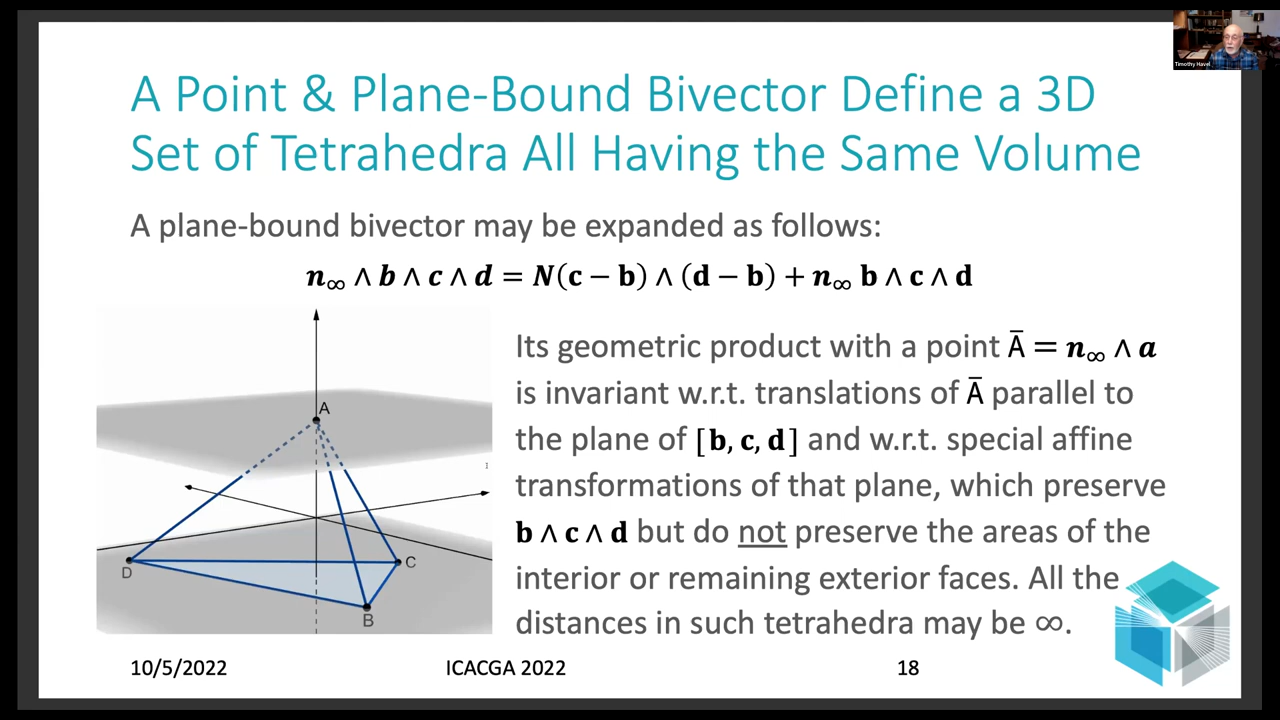 Timothy Havel
A Point & Plane-Bound Bivector Define a 3D
Set of Tetrahedra All Having the Same Volume
A plane-bound bivector may be expanded as follows:
n∞ ∧ b ∧ c ∧ d = N(c − b) ∧ (d − b) + n∞ b ∧ c ∧ d
Its geometric product with a point Ā = n∞ ∧ a
is invariant w.r.t. translations of Ā parallel to
the plane of [b, c, d] and w.r.t. special affine
transformations of that plane, which preserve
b ∧ c ∧ d but do not preserve the areas of the
interior or remaining exterior faces. All the
distances in such tetrahedra may be ∞.
A
D
C
B
10/5/2022
ICACGA 2022
18